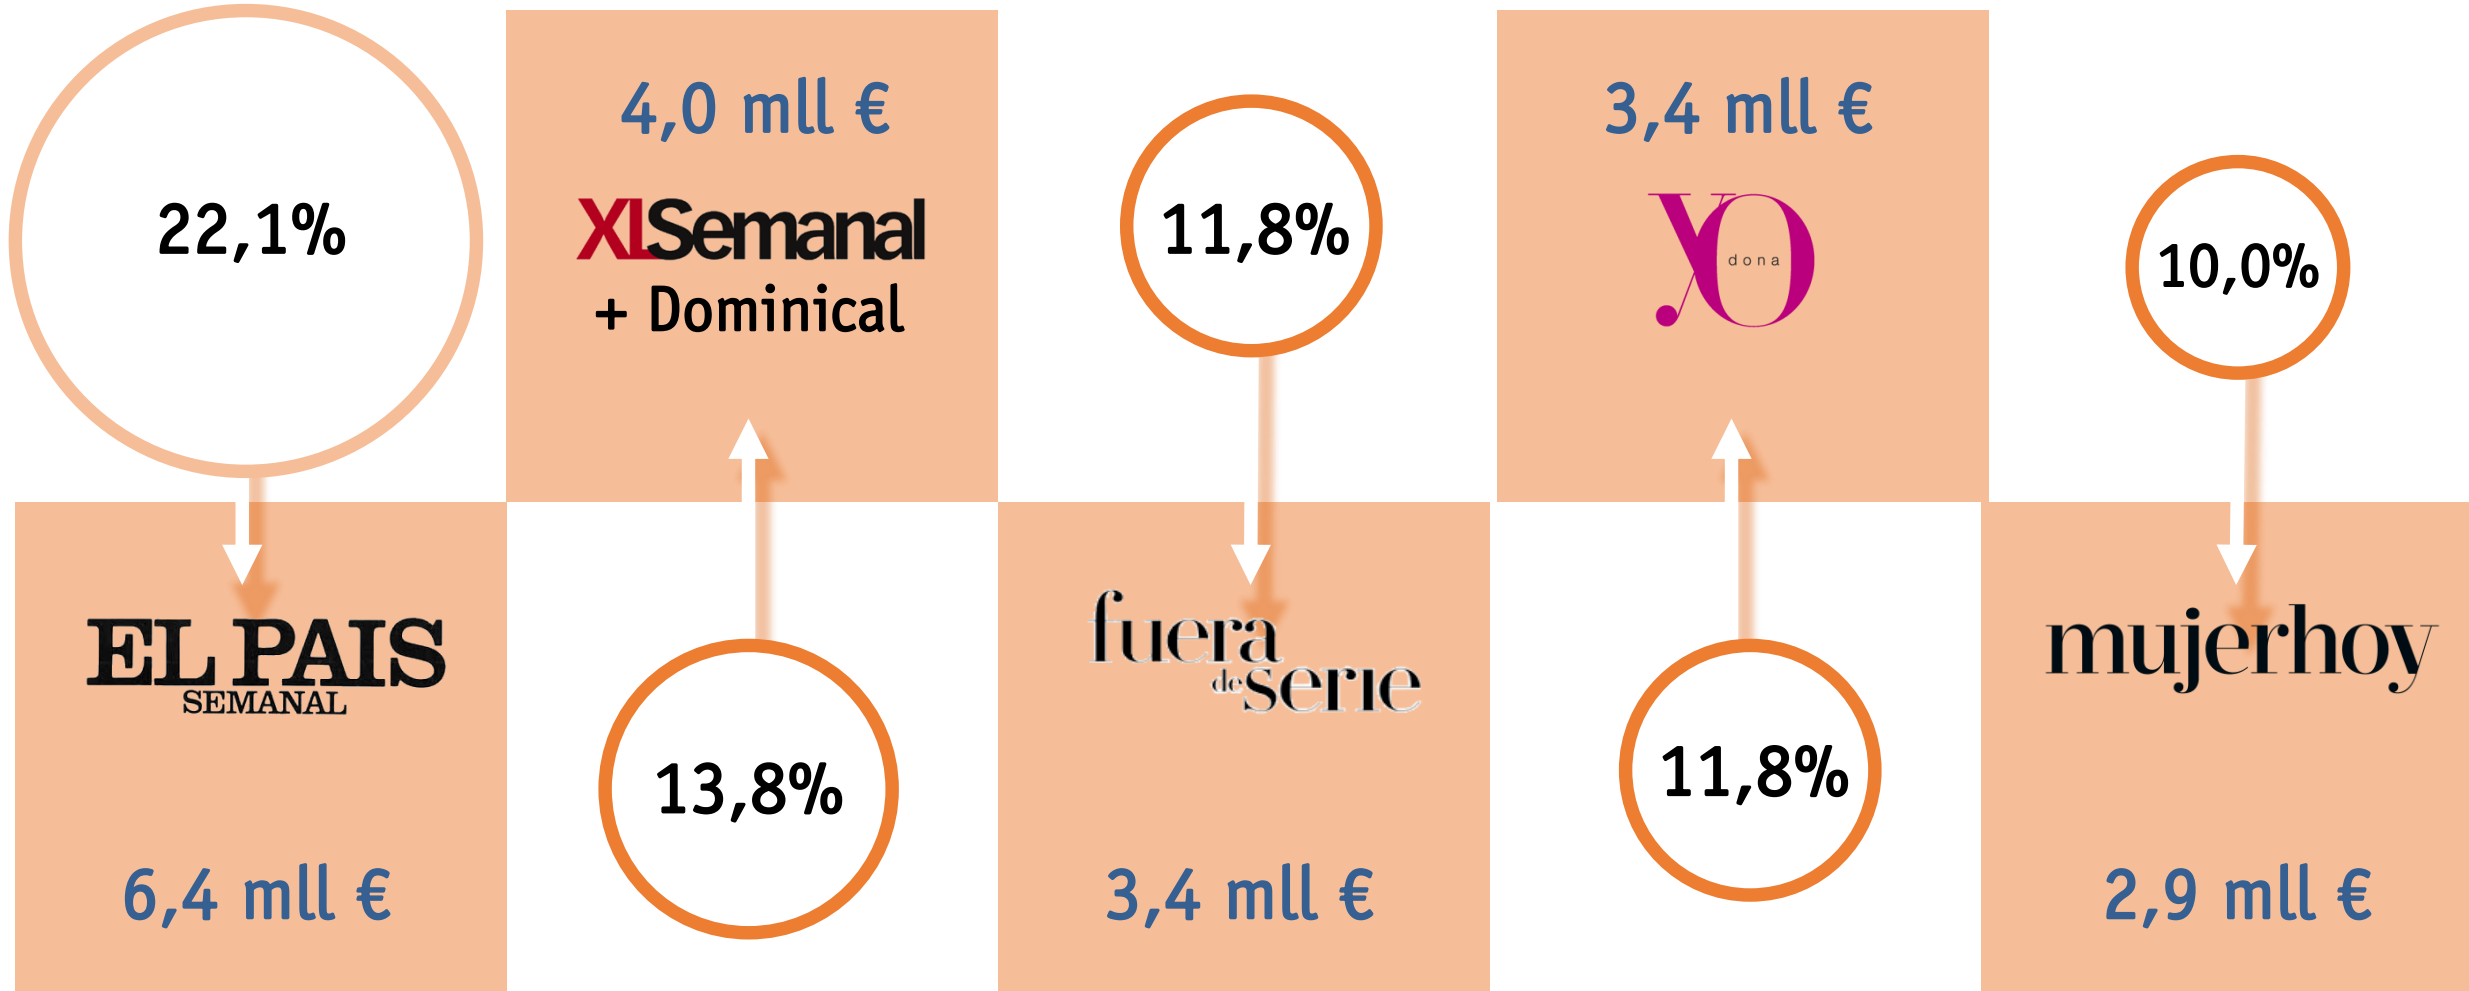 22,1%
EL PAIS
SEMANAL
6,4 mll €
4,0 mll €
XLSemanal
+ Dominical
13,8%
11,8%
fuera
de serie
3,4 mll €
3,4 mll €
yo
dona
11,8%
10,0%
mujerhoy
2,9 mll €